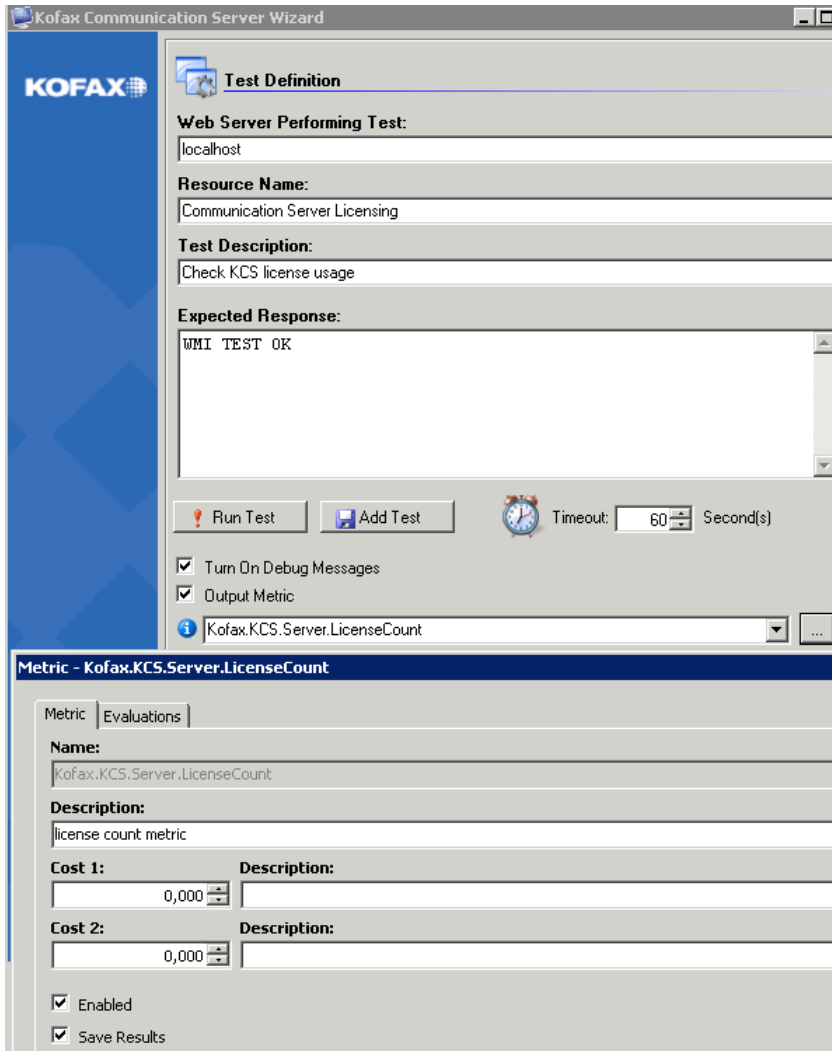 Kofax Communication Server Wizard
KOFAX
Test Definition
Web Server Performing Test:
localhost
Resource Name:
Communication Server Licensing
Test Description:
Check KCS license usage
Expected Response:
WMI TEST OK
Run Test Add Test Timeout: 60 Second(s)
Turn On Debug Messages
Output Metric
Kofax.KCS.Server.LicenseCount ...
Metric - Kofax.KCS.Server.LicenseCount
Metric Evaluations
Name:
Kofax.KCS.Server.LicenseCount
Description:
license count metric
Cost 1: Description:
0,000
Cost 2: Description:
0,000
Enabled
Save Results